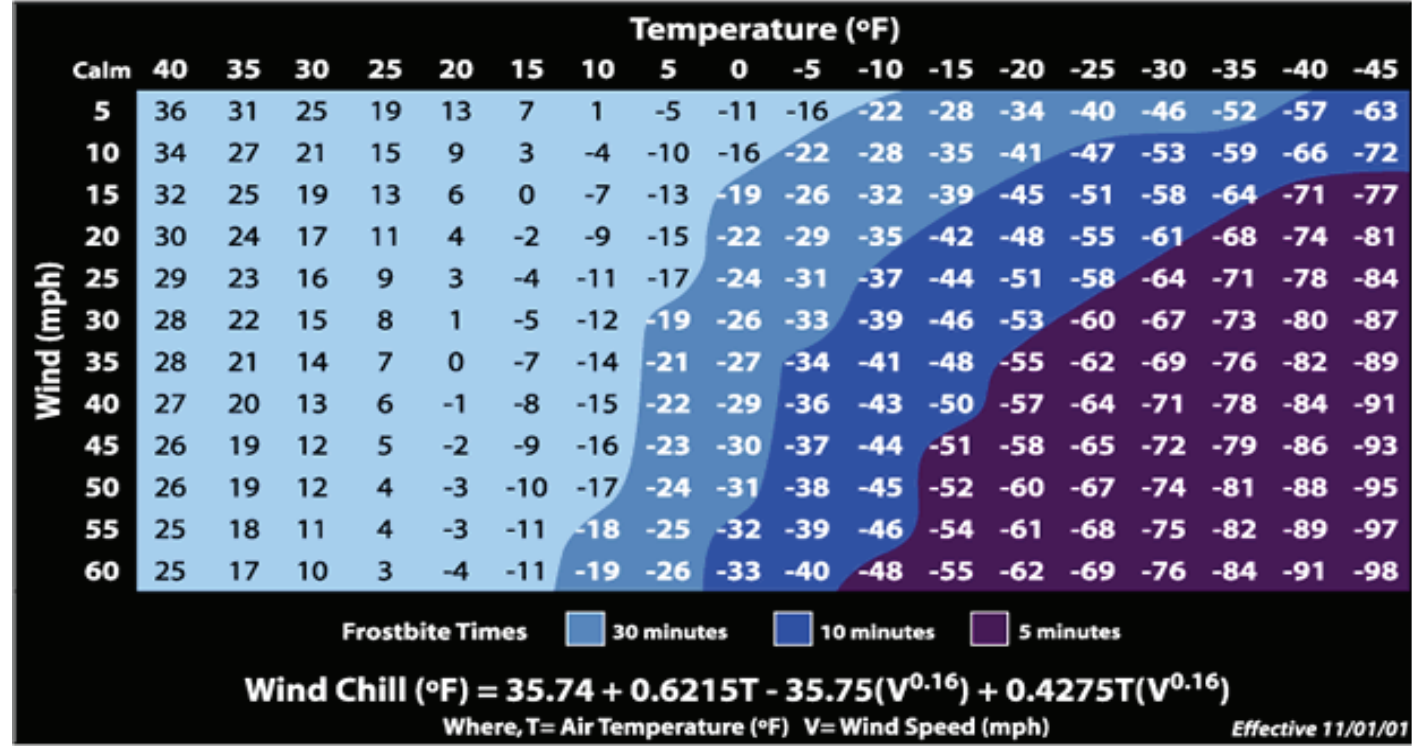 Temperature (ºF)
Calm 40 35 30 25 20 15 10 5 0 -5 -10 -15 -20 -25 -30 -35 -40 -45
5 36 31 25 19 13 7 1 -5 -11 -16 -22 -28 -34 -40 -46 -52 -57 -63
10 34 27 21 15 9 3 -4 -10 -16 -22 -28 -35 -41 -47 -53 -59 -66 -72
15 32 25 19 13 6 0 -7 -13 -19 -26 -32 -39 -45 -51 -58 -64 -71 -77
20 30 24 17 11 4 -2 -9 -15 -22 -29 -35 -42 -48 -55 -61 -68 -74 -81
25 29 23 16 9 3 -4 -11 -17 -24 -31 -37 -44 -51 -58 -64 -71 -78 -84
30 28 22 15 8 1 -5 -12 -19 -26 -33 -39 -46 -53 -60 -67 -73 -80 -87
35 28 21 14 7 0 -7 -14 -21 -27 -34 -41 -48 -55 -62 -69 -76 -82 -89
40 27 20 13 6 -1 -8 -15 -22 -29 -36 -43 -50 -57 -64 -71 -78 -84 -91
45 26 19 12 5 -2 -9 -16 -23 -30 -37 -44 -51 -58 -65 -72 -79 -86 -93
50 26 19 12 4 -3 -10 -17 -24 -31 -38 -45 -52 -60 -67 -74 -81 -88 -95
55 25 18 11 4 -3 -11 -18 -25 -32 -39 -46 -54 -61 -68 -75 -82 -89 -97
60 25 17 10 3 -4 -11 -19 -26 -33 -40 -48 -55 -62 -69 -76 -84 -91 -98
Wind (mph)
Frostbite Times 30 minutes 10 minutes 5 minutes
Wind Chill (ºF) = 35.74 + 0.6215T - 35.75(V^0.16) + 0.4275T(V^0.16)
Where, T= Air Temperature (ºF) V= Wind Speed (mph) Effective 11/01/01